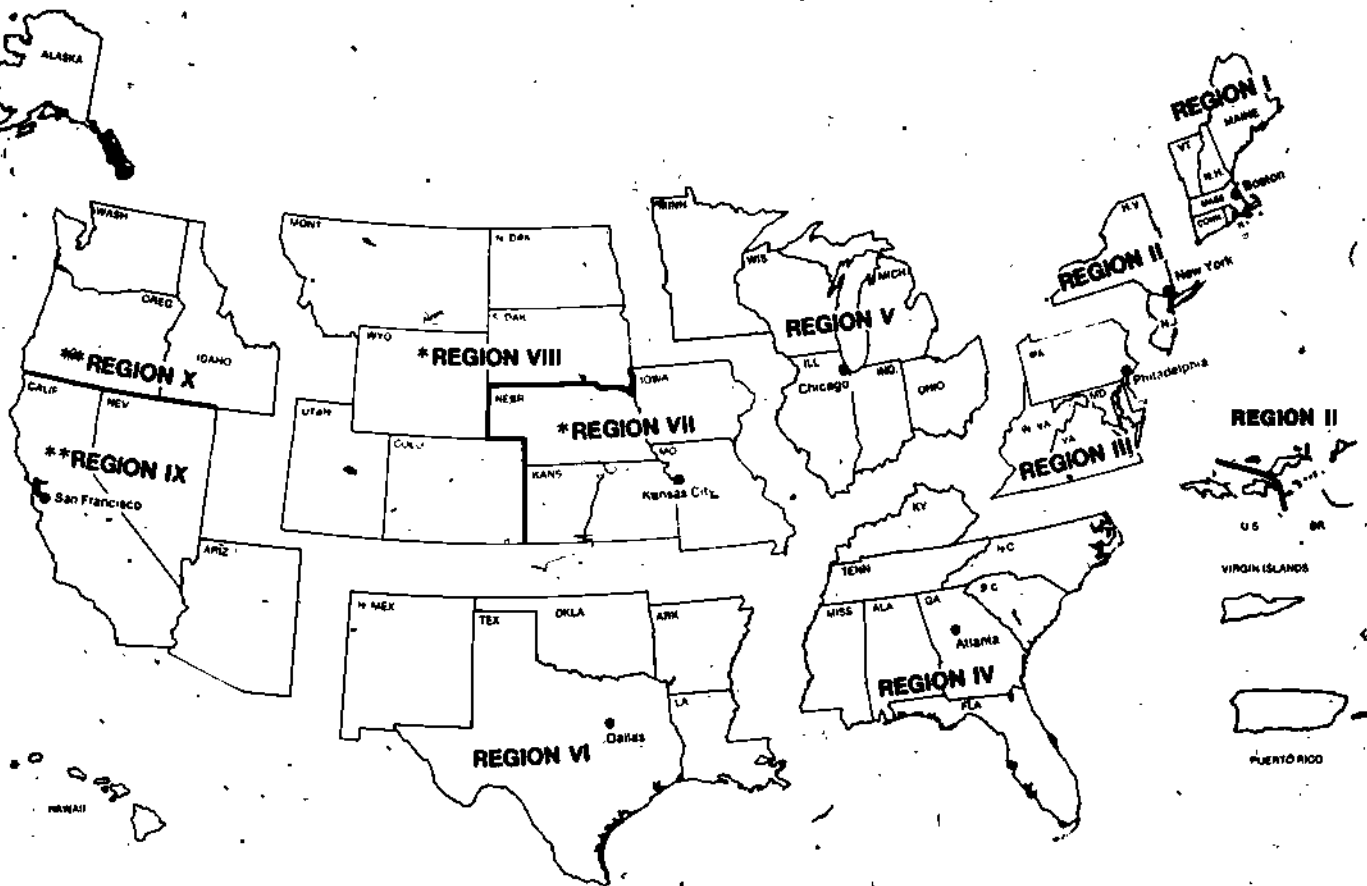 ALASKA
REGION I
MAINE
VT
N.H.
Boston
MASS
CONN
R.I.
WASH
MONT
N DAK
MINN
WIS
MICH
N.Y
REGION II
New York
N.J
OREG
IDAHO
**REGION X
WYO
S. DAK
*REGION VIII
REGION V
IOWA
ILL
Chicago
IND
OHIO
PA
Philadelphia
MD
W VA
VA
REGION III
CALIF
NEV
**REGION IX
San Francisco
UTAH
COLO
NEBR
*REGION VII
KANS
MO
Kansas City
REGION II
U S
BR
VIRGIN ISLANDS
ARIZ
N MEX
TEX
OKLA
ARK
LA
Dallas
REGION VI
KY
TENN
N C
S C
MISS
ALA
GA
Atlanta
REGION IV
FLA
PUERTO RICO
HAWAII